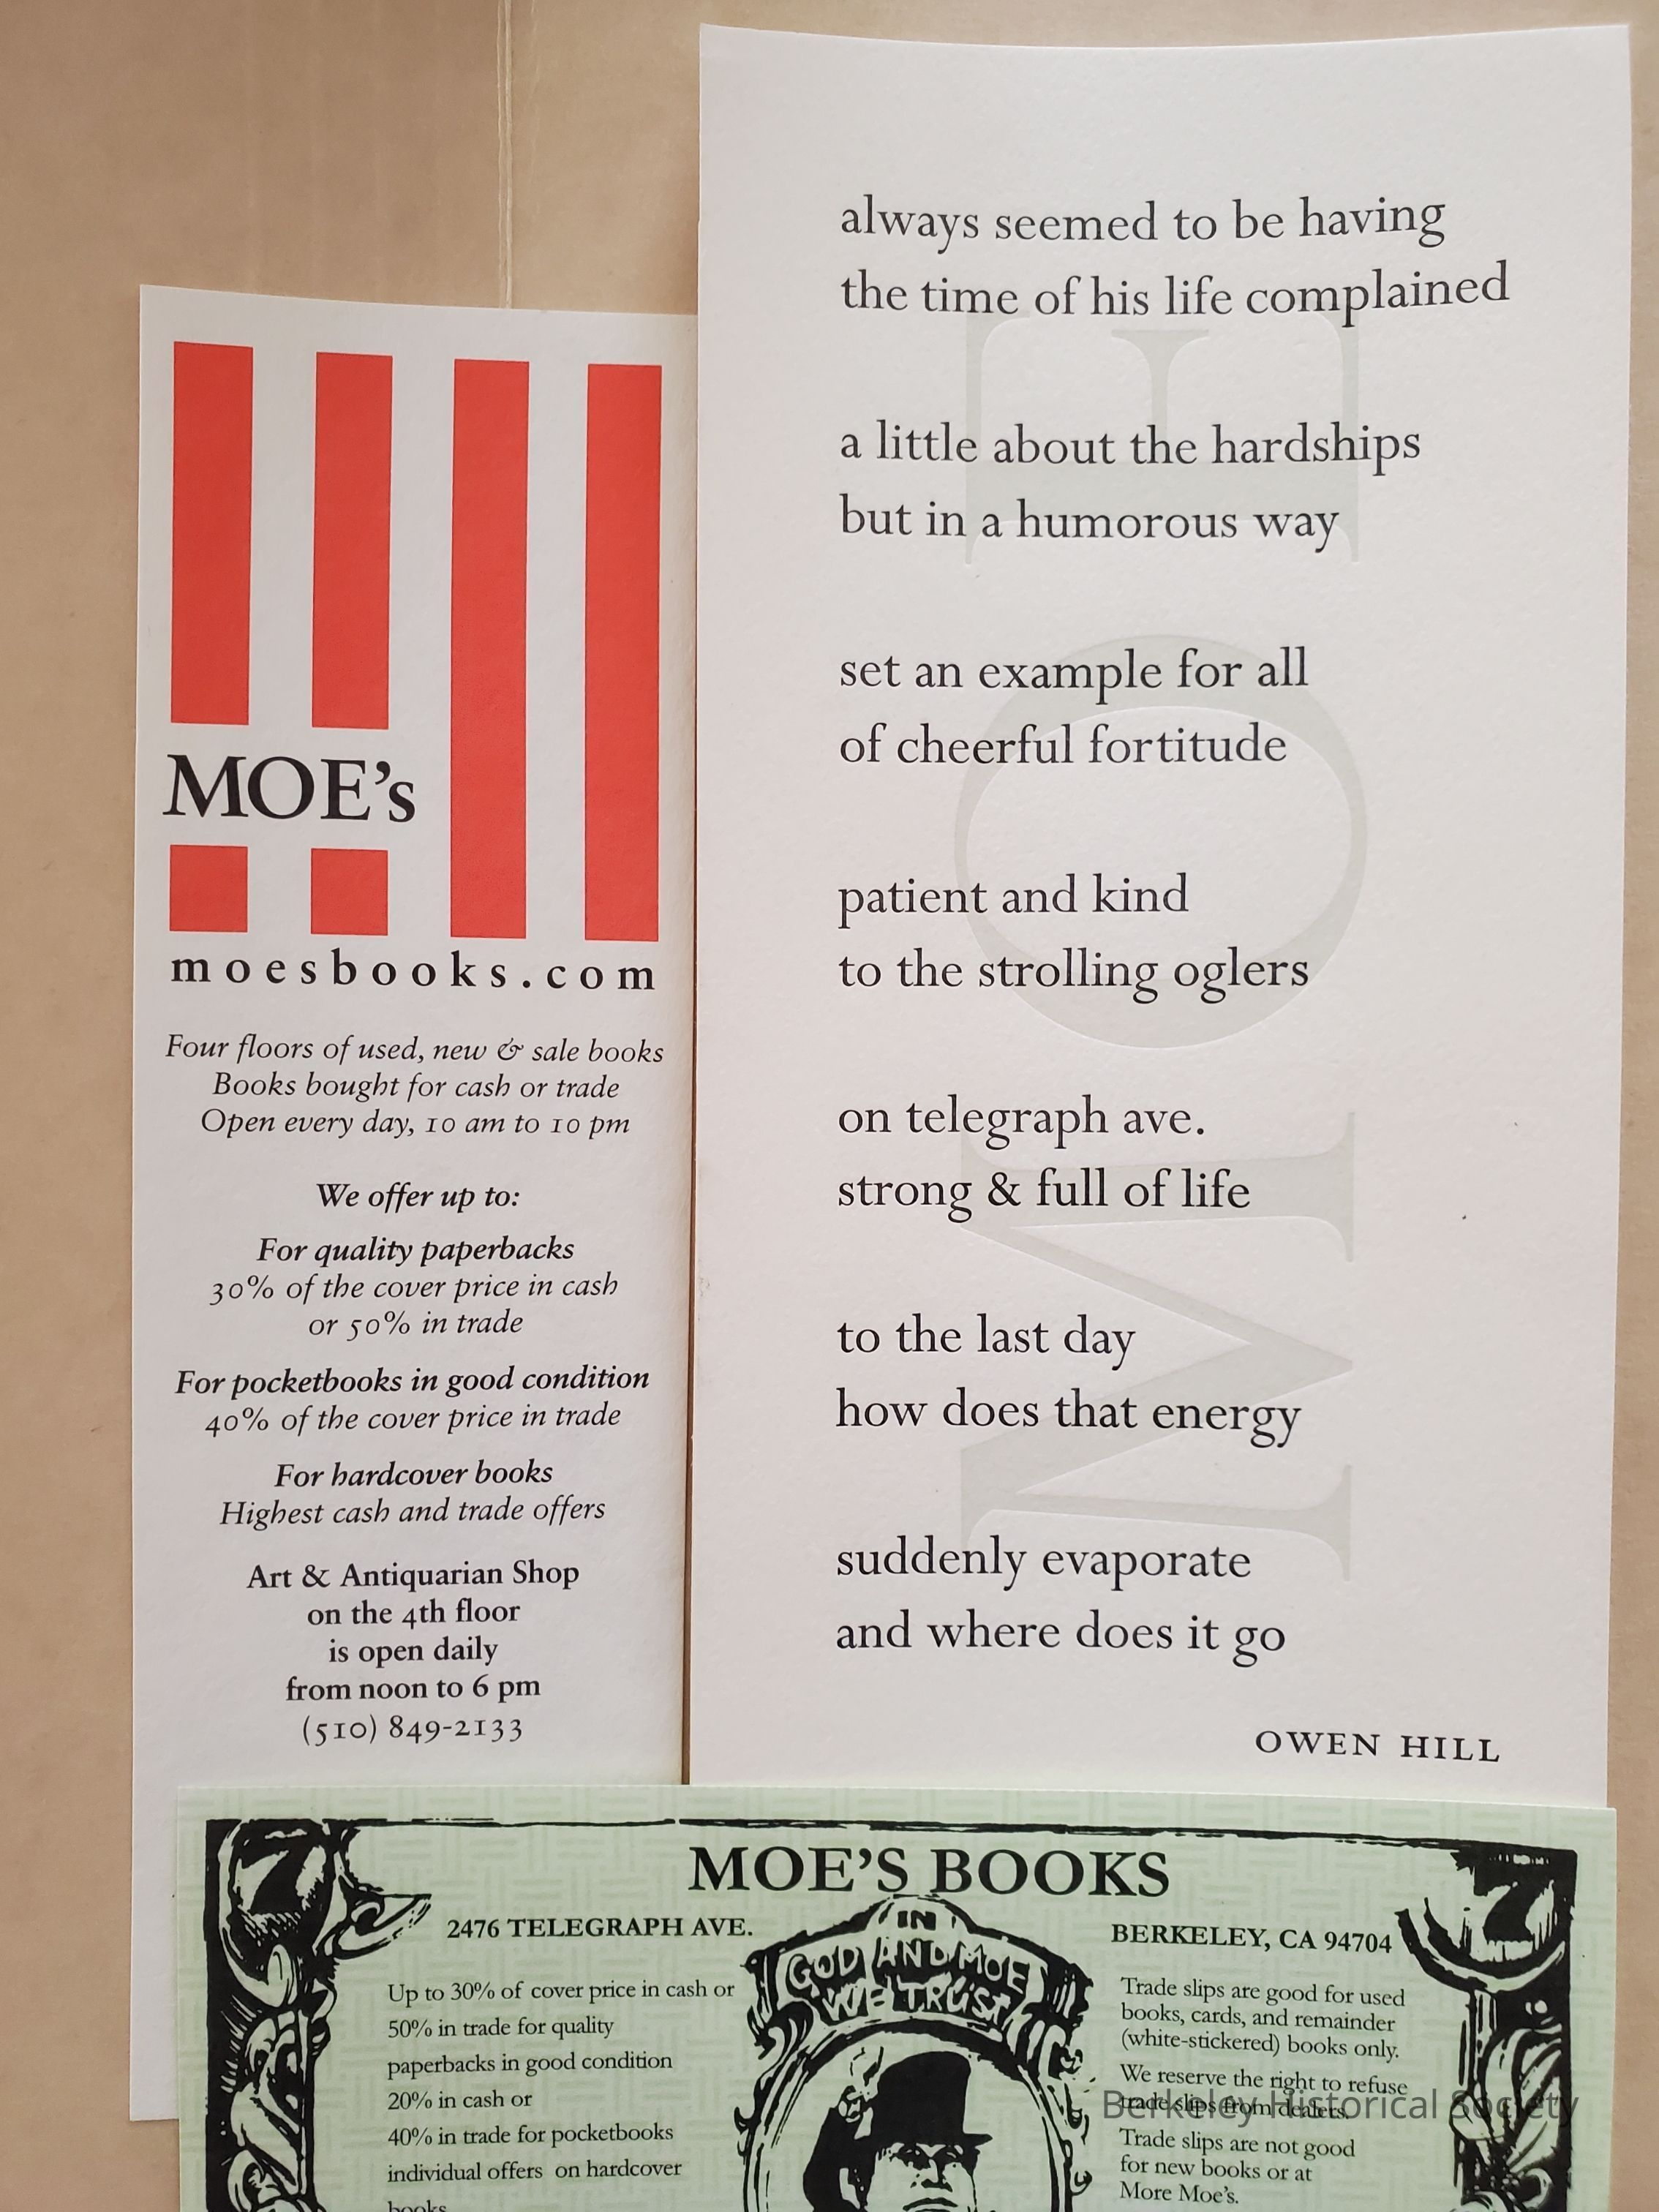 MOE's
moesbooks.com
Four floors of used, new & sale books
Books bought for cash or trade
Open every day, 10 am to 10 pm
We offer up to:
For quality paperbacks
30% of the cover price in cash
or 50% in trade
For pocketbooks in good condition
40% of the cover price in trade
For hardcover books
Highest cash and trade offers
Art & Antiquarian Shop
on the 4th floor
is open daily
from noon to 6 pm
(510) 849-2133
MOE
always seemed to be having
the time of his life complained
a little about the hardships
but in a humorous way
set an example for all
of cheerful fortitude
patient and kind
to the strolling oglers
on telegraph ave.
strong & full of life
to the last day
how does that energy
suddenly evaporate
and where does it go
OWEN HILL
7
7
MOE'S BOOKS
2476 TELEGRAPH AVE.
BERKELEY, CA 94704
IN
GOD AND MOE
WE TRUST
Up to 30% of cover price in cash or
50% in trade for quality
paperbacks in good condition
20% in cash or
40% in trade for pocketbooks
individual offers on hardcover
books
Trade slips are good for used
books, cards, and remainder
(white-stickered) books only.
We reserve the right to refuse
trade slips from dealers.
Trade slips are not good
for new books or at
More Moe's.
Berkeley Historical Society